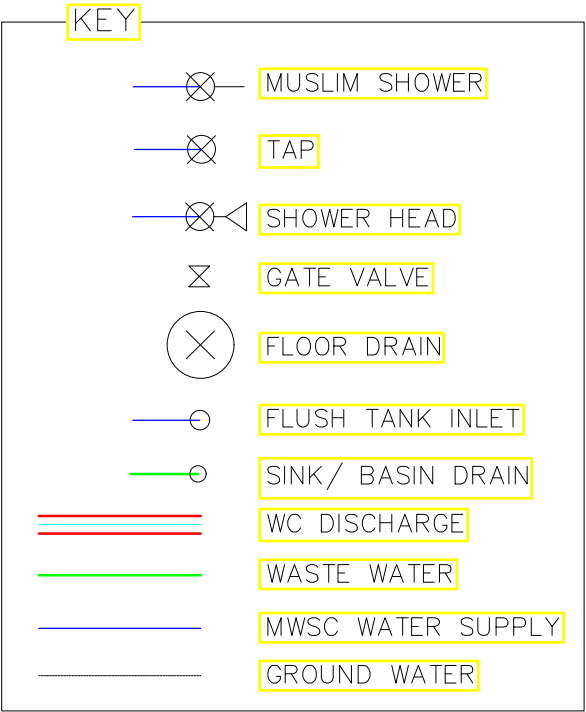 KEY
MUSLIM SHOWER
TAP
SHOWER HEAD
GATE VALVE
FLOOR DRAIN
FLUSH TANK INLET
SINK/ BASIN DRAIN
WC DISCHARGE
WASTE WATER
MWSC WATER SUPPLY
GROUND WATER